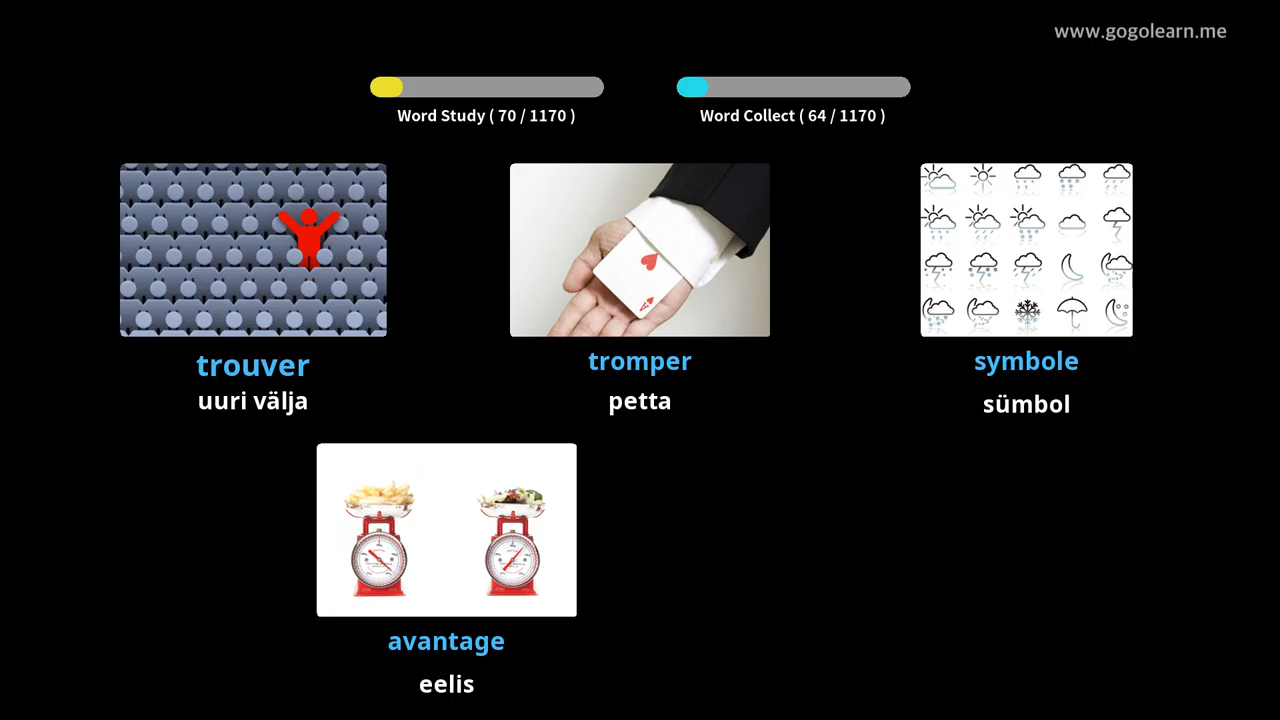 www.gogolearn.me
Word Study ( 70 / 1170 )
Word Collect ( 64 / 1170 )
trouver
uuri välja
tromper
petta
symbole
sümbol
avantage
eelis